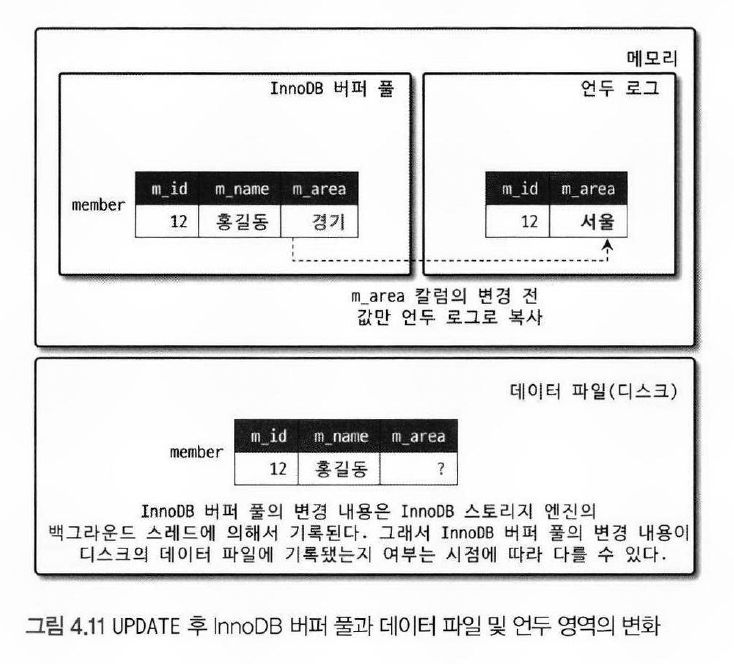 메모리
InnoDB 버퍼 풀
언두 로그
m_id m_name m_area
member 12 홍길동 경기
m_id m_area
12 서울
m_area 칼럼의 변경 전
값만 언두 로그로 복사
데이터 파일(디스크)
m_id m_name m_area
member 12 홍길동 ?
InnoDB 버퍼 풀의 변경 내용은 InnoDB 스토리지 엔진의
백그라운드 스레드에 의해서 기록된다. 그래서 InnoDB 버퍼 풀의 변경 내용이
디스크의 데이터 파일에 기록됐는지 여부는 시점에 따라 다를 수 있다.
그림 4.11 UPDATE 후 InnoDB 버퍼 풀과 데이터 파일 및 언두 영역의 변화